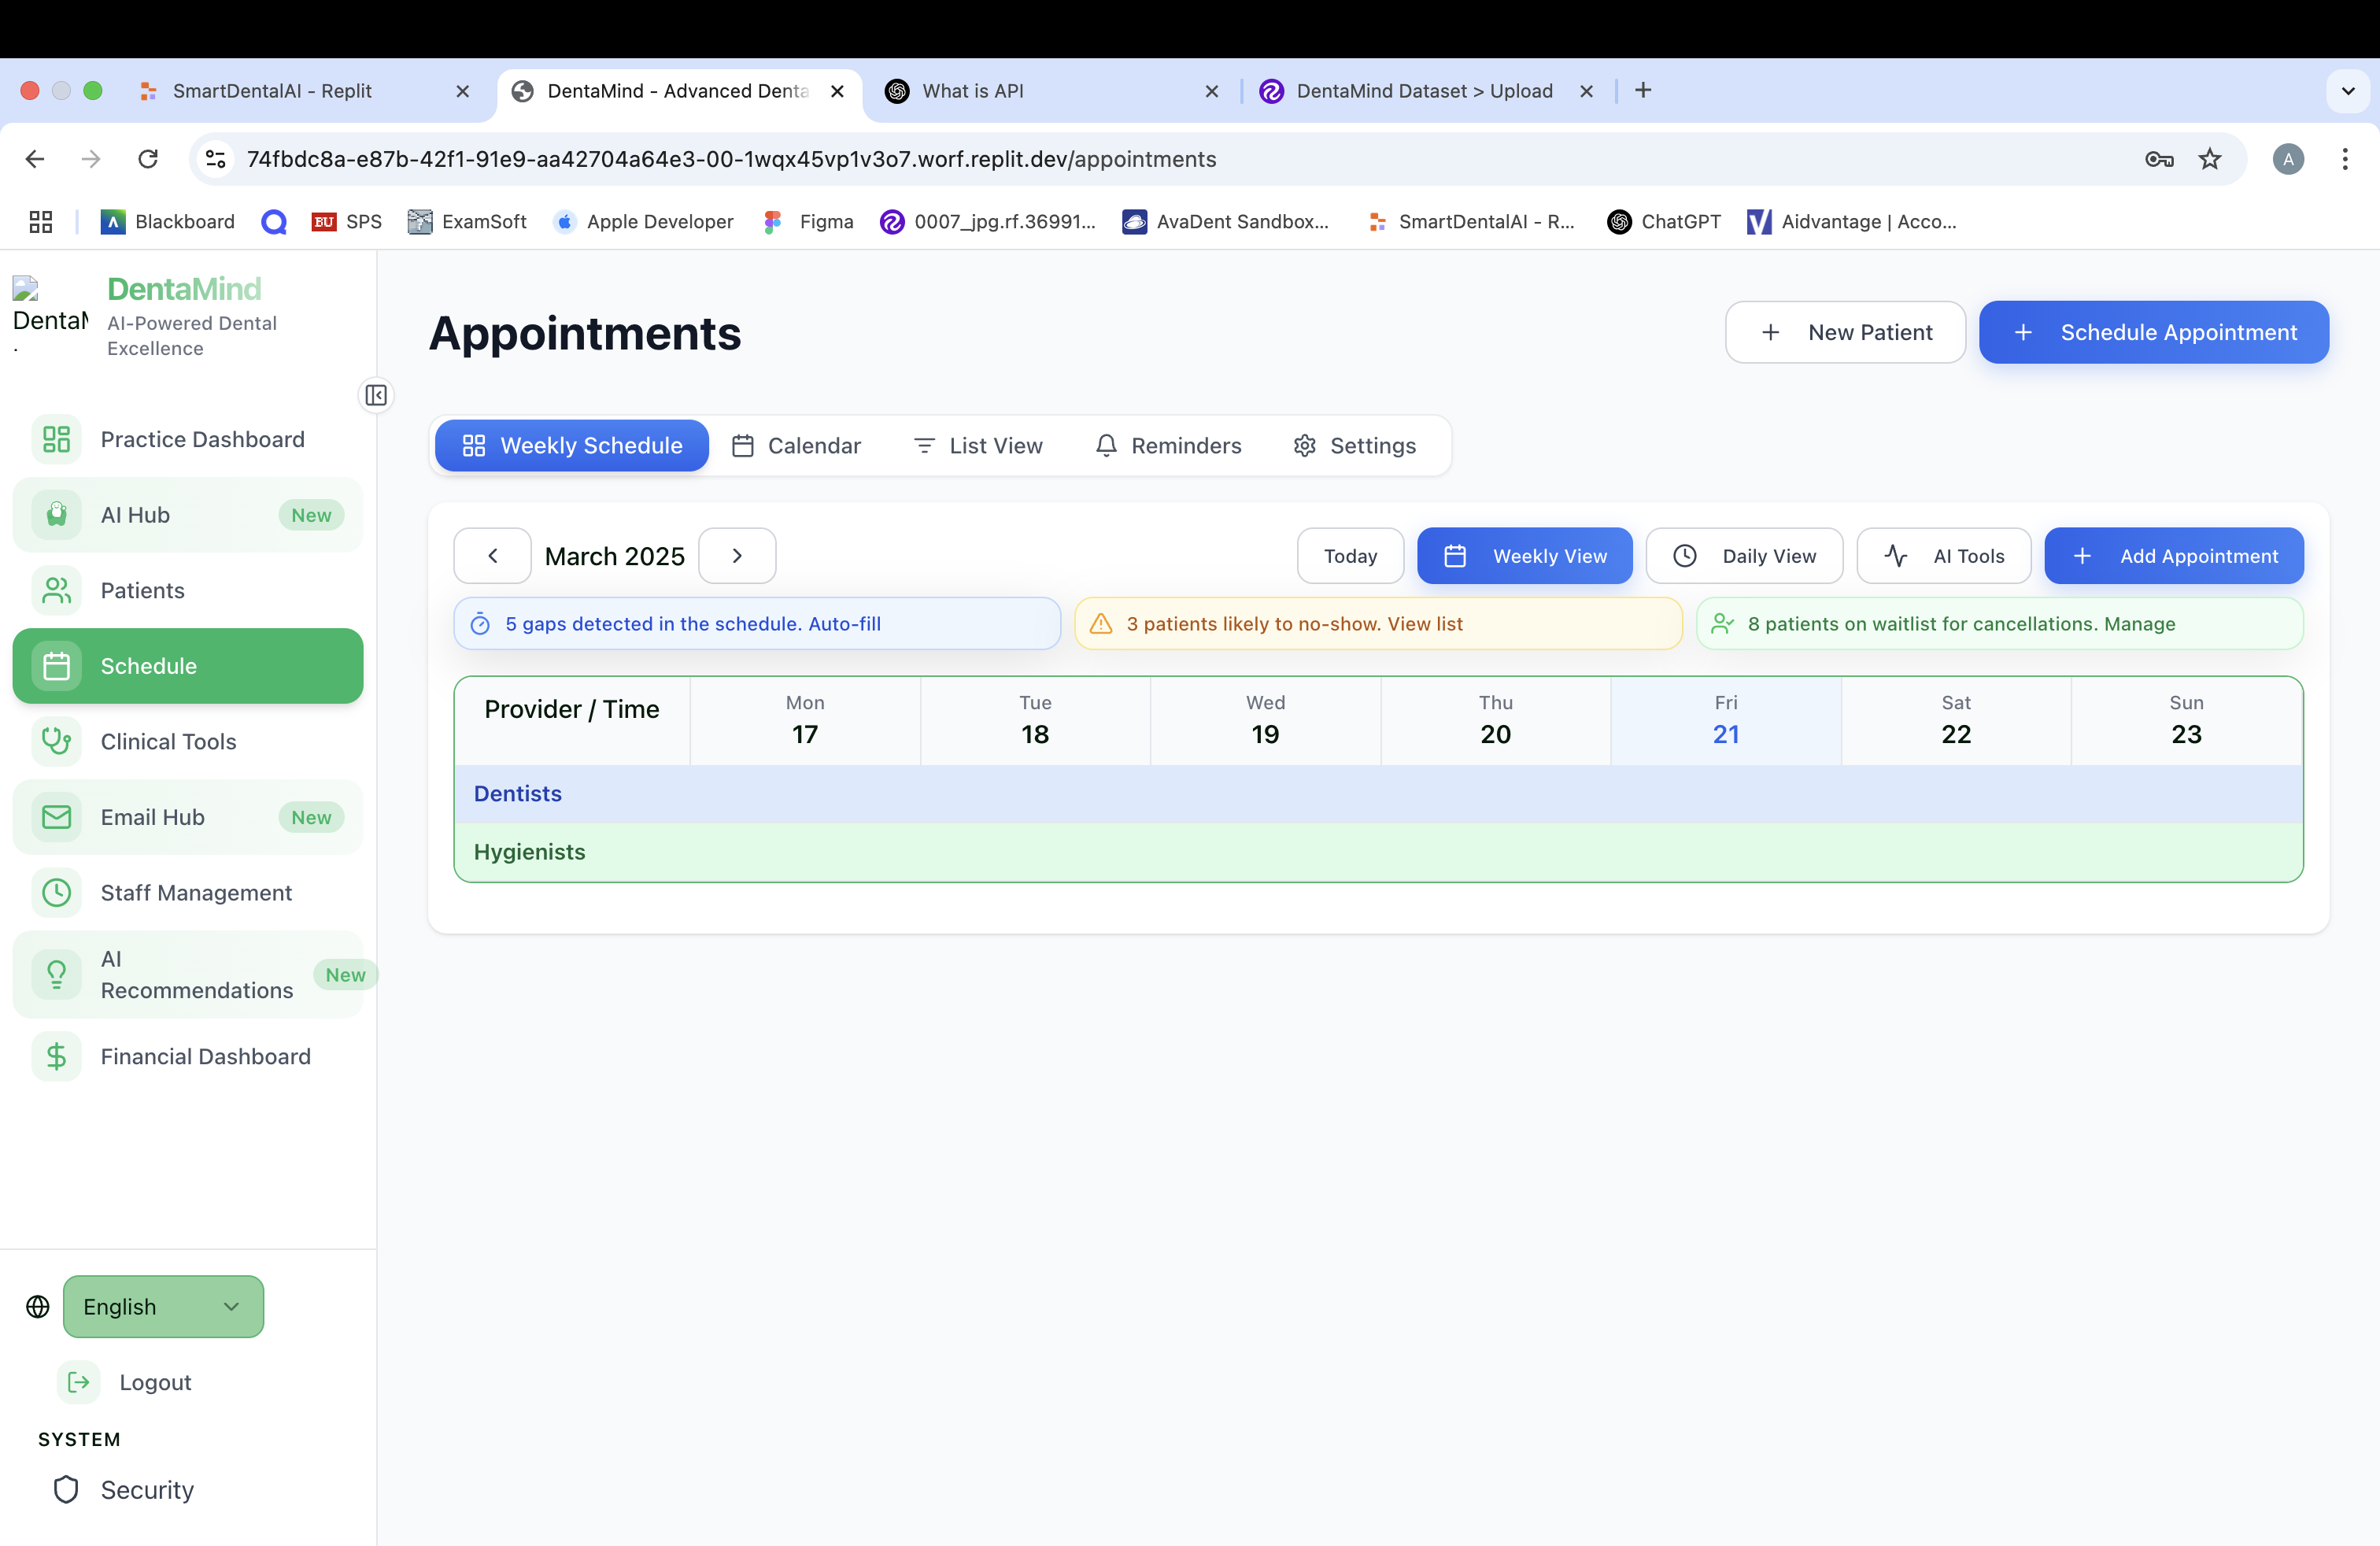 SmartDentalAI - Replit
DentaMind - Advanced Denta
What is API
DentaMind Dataset > Upload
74fbdc8a-e87b-42f1-91e9-aa42704a64e3-00-1wqx45vp1v3o7.worf.replit.dev/appointments
A
Blackboard
BU SPS
ExamSoft
Apple Developer
Figma
0007_jpg.rf.36991...
AvaDent Sandbox...
SmartDentalAI - R...
ChatGPT
Aidvantage | Acco...
DentaM
DentaMind
AI-Powered Dental
Excellence
Practice Dashboard
AI Hub New
Patients
Schedule
Clinical Tools
Email Hub New
Staff Management
AI
Recommendations New
Financial Dashboard
English
Logout
SYSTEM
Security
Appointments
+ New Patient
+ Schedule Appointment
Weekly Schedule
Calendar
List View
Reminders
Settings
March 2025
Today
Weekly View
Daily View
AI Tools
+ Add Appointment
5 gaps detected in the schedule. Auto-fill
3 patients likely to no-show. View list
8 patients on waitlist for cancellations. Manage
Provider / Time
Mon
17
Tue
18
Wed
19
Thu
20
Fri
21
Sat
22
Sun
23
Dentists
Hygienists